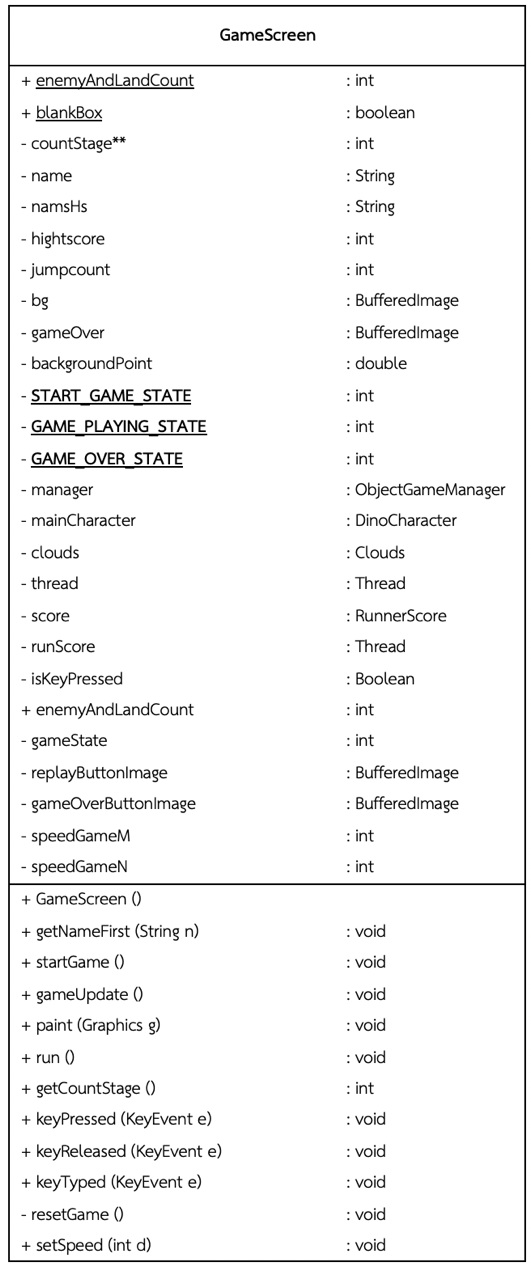 GameScreen
+ enemyAndLandCount : int
+ blankBox : boolean
- countStage** : int
- name : String
- namsHs : String
- hightscore : int
- jumpcount : int
- bg : BufferedImage
- gameOver : BufferedImage
- backgroundPoint : double
- START_GAME_STATE : int
- GAME_PLAYING_STATE : int
- GAME_OVER_STATE : int
- manager : ObjectGameManager
- mainCharacter : DinoCharacter
- clouds : Clouds
- thread : Thread
- score : RunnerScore
- runScore : Thread
- isKeyPressed : Boolean
+ enemyAndLandCount : int
- gameState : int
- replayButtonImage : BufferedImage
- gameOverButtonImage : BufferedImage
- speedGameM : int
- speedGameN : int
+ GameScreen ()
+ getNameFirst (String n) : void
+ startGame () : void
+ gameUpdate () : void
+ paint (Graphics g) : void
+ run () : void
+ getCountStage () : int
+ keyPressed (KeyEvent e) : void
+ keyReleased (KeyEvent e) : void
+ keyTyped (KeyEvent e) : void
- resetGame () : void
+ setSpeed (int d) : void